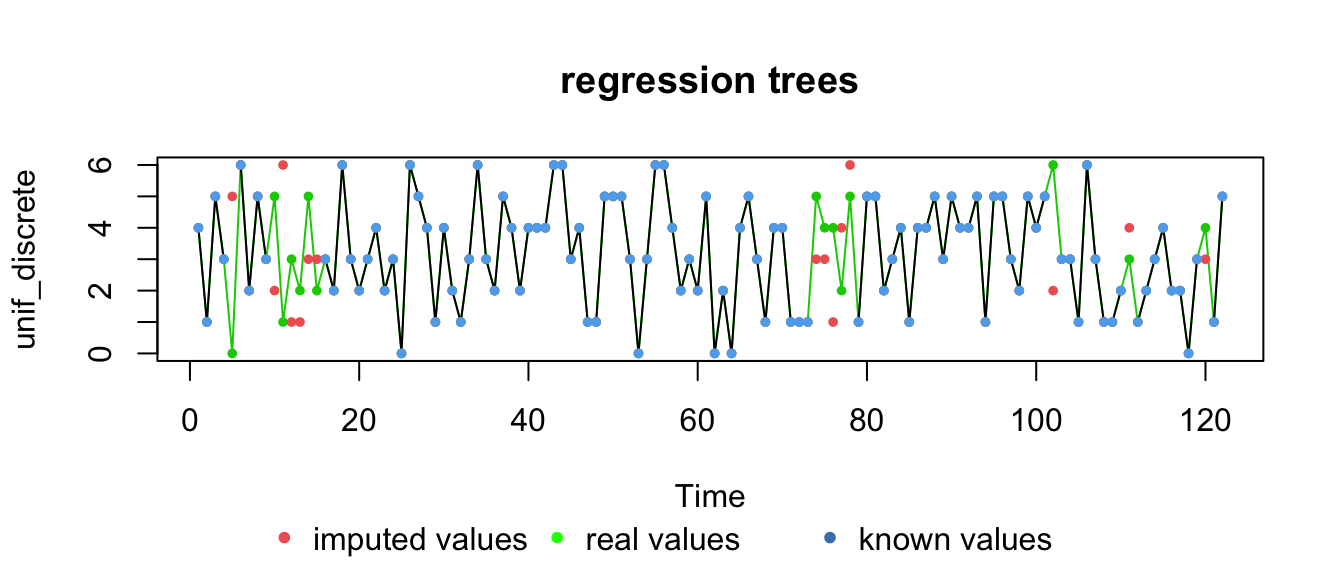 regression trees
unif_discrete
6
4
2
0
0 20 40 60 80 100 120
Time
imputed values real values known values